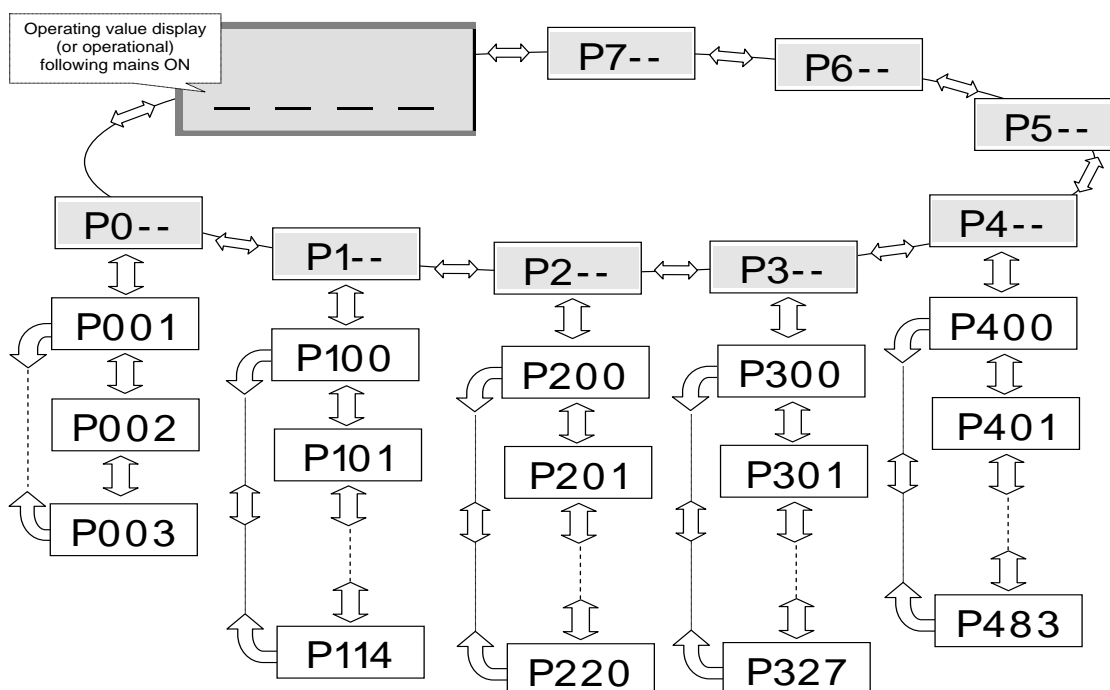 Operating value display
(or operational)
following mains ON
_ _ _ _
P7--
P6--
P5--
P0--
P1--
P2--
P3--
P4--
P001
P002
P003
P100
P101
P114
P200
P201
P220
P300
P301
P327
P400
P401
P483